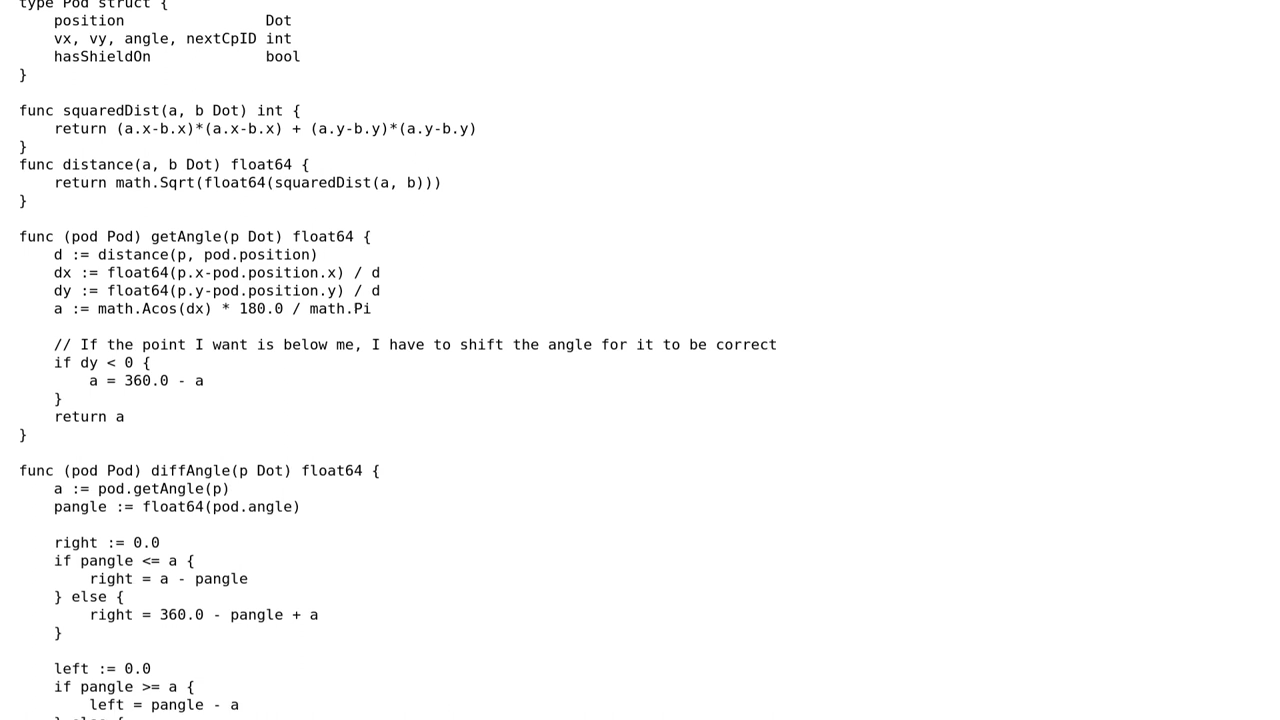 type Pod struct {
    position                Dot
    vx, vy, angle, nextCpID int
    hasShieldOn             bool
}

func squaredDist(a, b Dot) int {
    return (a.x-b.x)*(a.x-b.x) + (a.y-b.y)*(a.y-b.y)
}
func distance(a, b Dot) float64 {
    return math.Sqrt(float64(squaredDist(a, b)))
}

func (pod Pod) getAngle(p Dot) float64 {
    d := distance(p, pod.position)
    dx := float64(p.x-pod.position.x) / d
    dy := float64(p.y-pod.position.y) / d
    a := math.Acos(dx) * 180.0 / math.Pi

    // If the point I want is below me, I have to shift the angle for it to be correct
    if dy < 0 {
        a = 360.0 - a
    }
    return a
}

func (pod Pod) diffAngle(p Dot) float64 {
    a := pod.getAngle(p)
    pangle := float64(pod.angle)

    right := 0.0
    if pangle <= a {
        right = a - pangle
    } else {
        right = 360.0 - pangle + a
    }

    left := 0.0
    if pangle >= a {
        left = pangle - a
    } else {